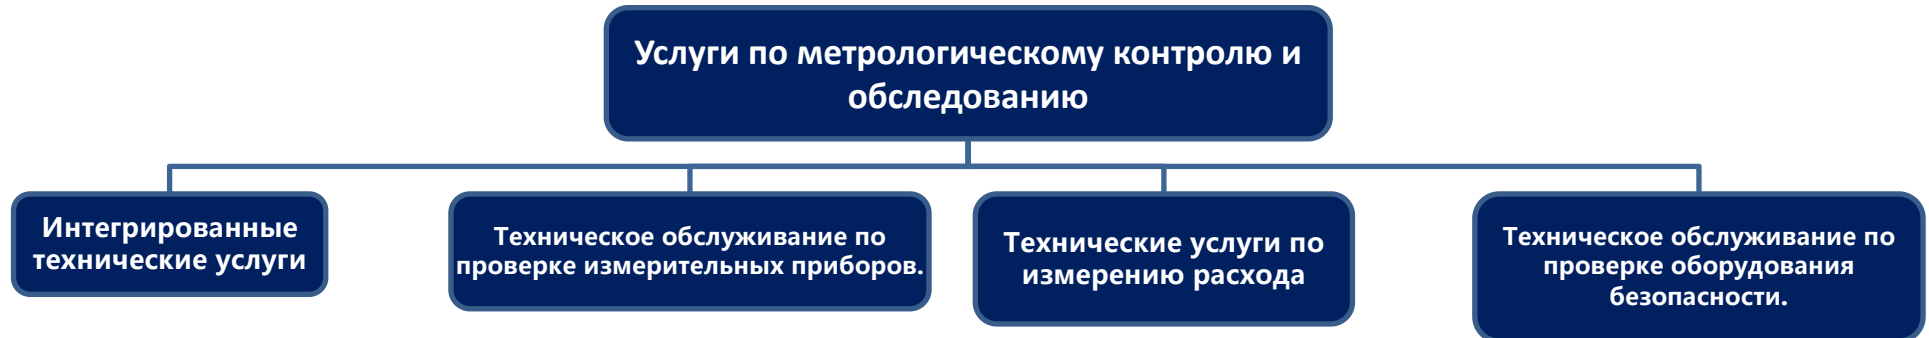 Услуги по метрологическому контролю и
обследованию
Интегрированные
технические услуги
Техническое обслуживание по
проверке измерительных приборов.
Технические услуги по
измерению расхода
Техническое обслуживание по
проверке оборудования
безопасности.